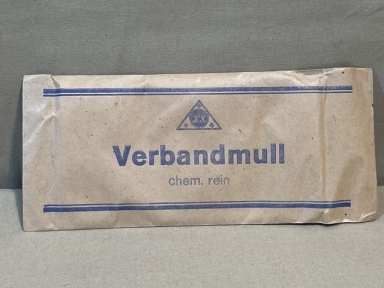 Verbandmull
chem. rein